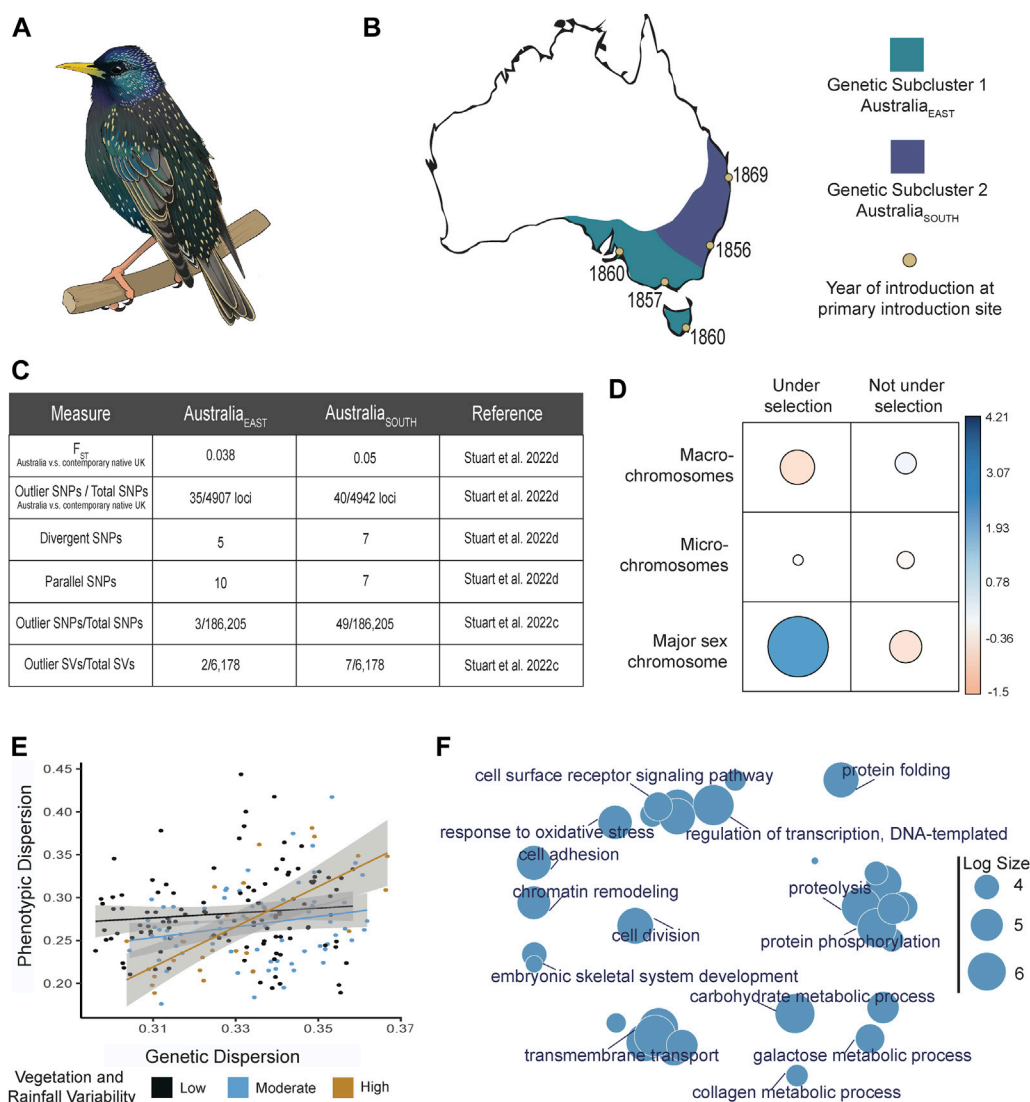 A
B
Genetic Subcluster 1
Australia EAST
Genetic Subcluster 2
Australia SOUTH
Year of introduction at
primary introduction site
1869
1856
1860
1857
1860
C
Measure Australia EAST Australia SOUTH Reference
F ST
Australia v.s. contemporary native UK
0.038 0.05 Stuart et al. 2022d
Outlier SNPs / Total SNPs
Australia v.s. contemporary native UK
35/4907 loci 40/4942 loci Stuart et al. 2022d
Divergent SNPs 5 7 Stuart et al. 2022d
Parallel SNPs 10 7 Stuart et al. 2022d
Outlier SNPs/Total SNPs 3/186,205 49/186,205 Stuart et al. 2022c
Outlier SVs/Total SVs 2/6,178 7/6,178 Stuart et al. 2022c
D
Under
selection
Not under
selection
Macro-
chromosomes
Micro-
chromosomes
Major sex
chromosome
4.21
3.07
1.93
0.78
-0.36
-1.5
E
Phenotypic Dispersion
0.45
0.40
0.35
0.30
0.25
0.20
0.31 0.33 0.35 0.37
Genetic Dispersion
Vegetation and
Rainfall Variability
Low Moderate High
F
cell surface receptor signaling pathway
protein folding
response to oxidative stress
regulation of transcription, DNA-templated
cell adhesion
chromatin remodeling
proteolysis
cell division
protein phosphorylation
embryonic skeletal system development
carbohydrate metabolic process
transmembrane transport
galactose metabolic process
collagen metabolic process
Log Size
4
5
6